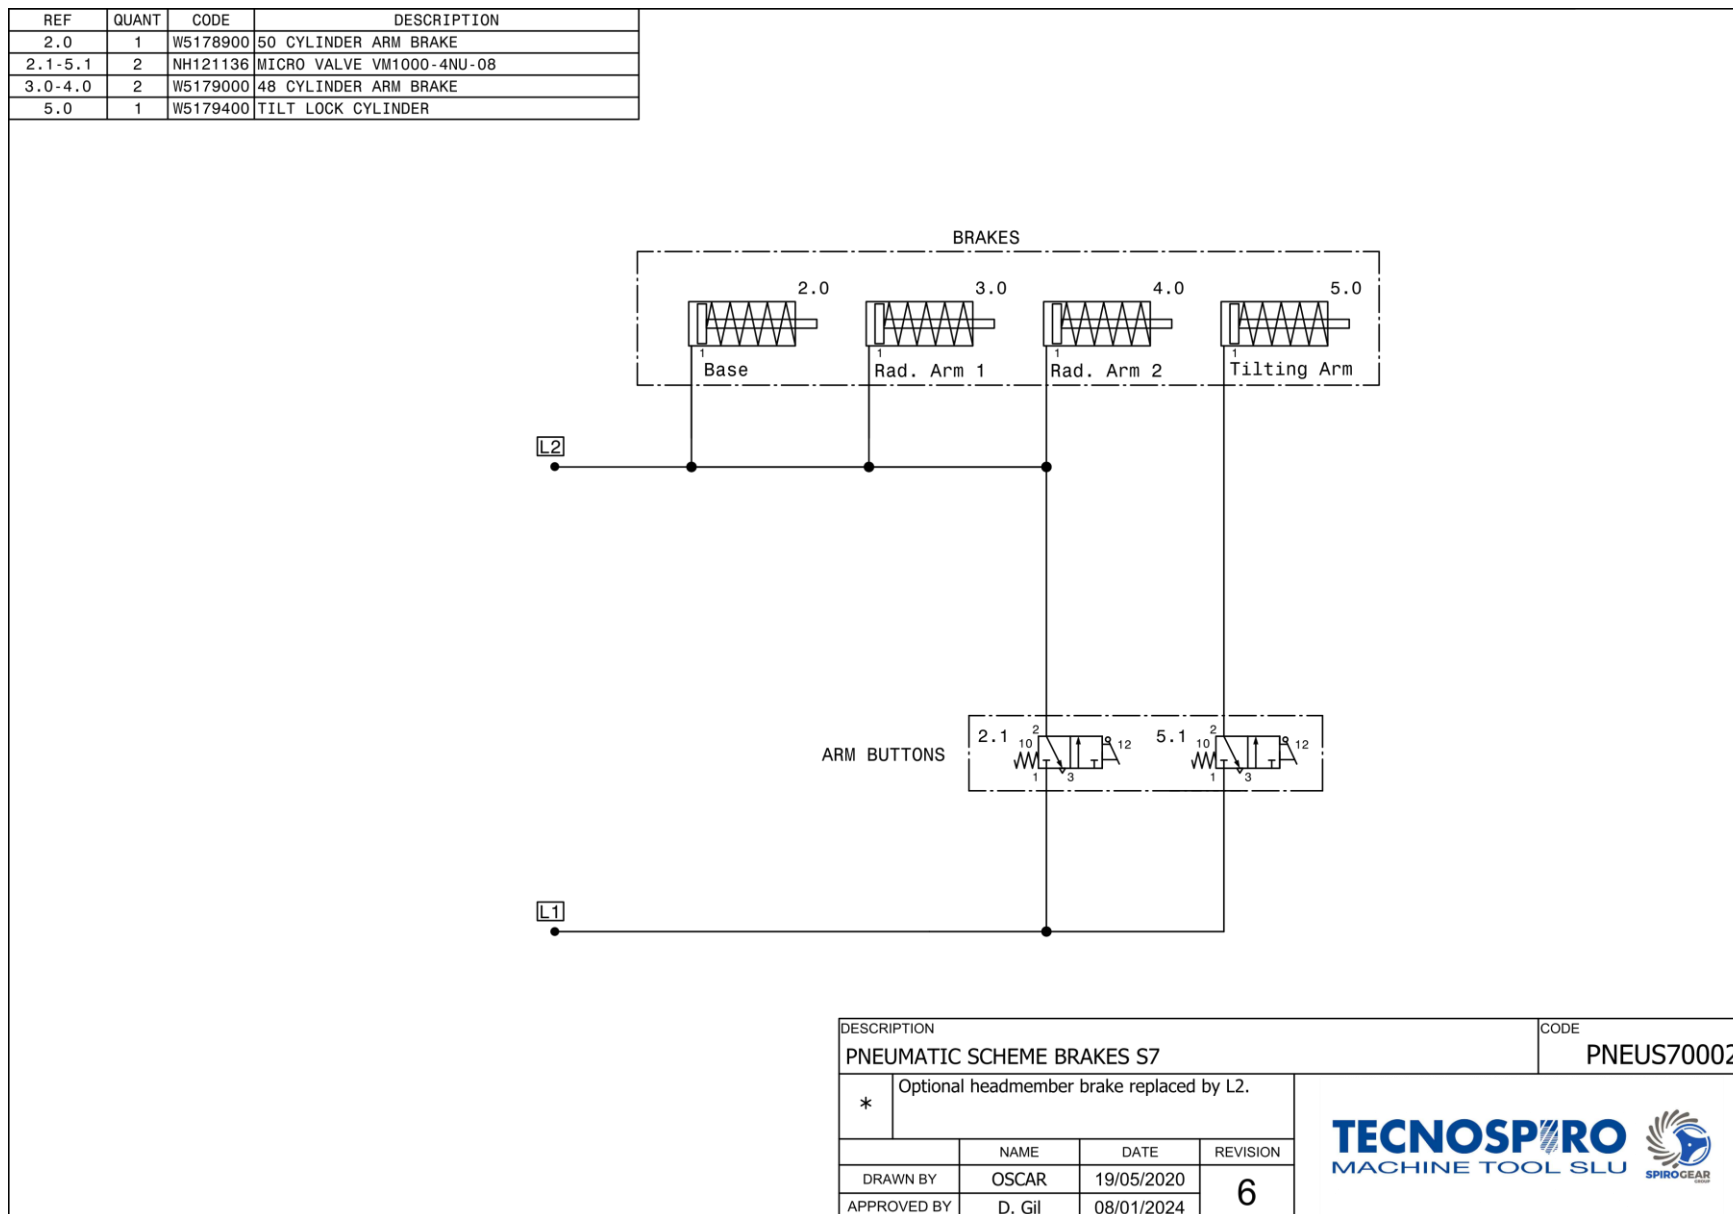 REF QUANT CODE DESCRIPTION
2.0 1 W5178900 50 CYLINDER ARM BRAKE
2.1-5.1 2 NH121136 MICRO VALVE VM1000-4NU-08
3.0-4.0 2 W5179000 48 CYLINDER ARM BRAKE
5.0 1 W5179400 TILT LOCK CYLINDER
BRAKES
2.0 3.0 4.0 5.0
1 1 1 1
Base Rad. Arm 1 Rad. Arm 2 Tilting Arm
L2
ARM BUTTONS
2.1 10 2 12 1 3
5.1 10 2 12 1 3
L1
DESCRIPTION
PNEUMATIC SCHEME BRAKES S7
CODE
PNEUS70002
* Optional headmember brake replaced by L2.
NAME DATE REVISION
DRAWN BY OSCAR 19/05/2020 6
APPROVED BY D. Gil 08/01/2024
TECNOSPIRO
MACHINE TOOL SLU
SPIROGEAR
GROUP